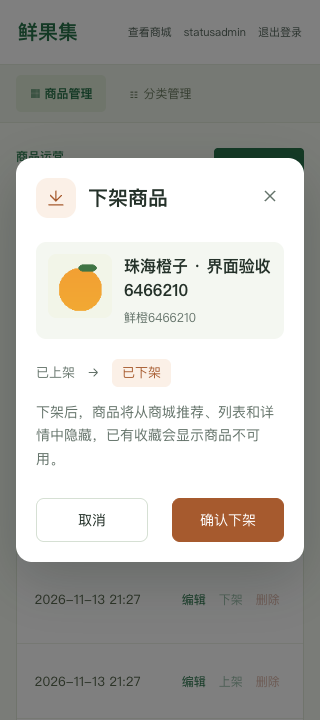 鲜果集
查看商城 statusadmin 退出登录
商品管理 分类管理
商品运营
下架商品
珠海橙子 · 界面验收
6466210
鲜橙6466210
已上架 → 已下架
下架后，商品将从商城推荐、列表和详
情中隐藏，已有收藏会显示商品不可
用。
取消 确认下架
2026-11-13 21:27 编辑 下架 删除
2026-11-13 21:27 编辑 上架 删除